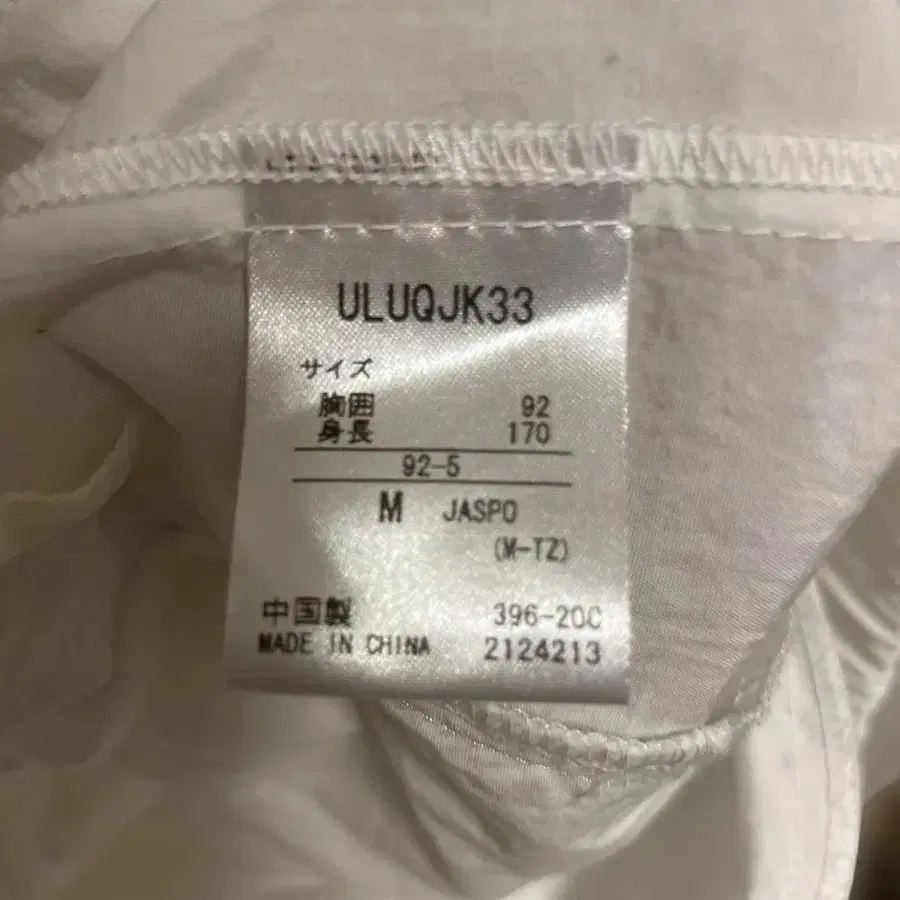 ULUQJK33
サイズ
胸囲 92
身長 170
92-5
M JASPO
(M-TZ)
中国製 396-20C
MADE IN CHINA 2124213